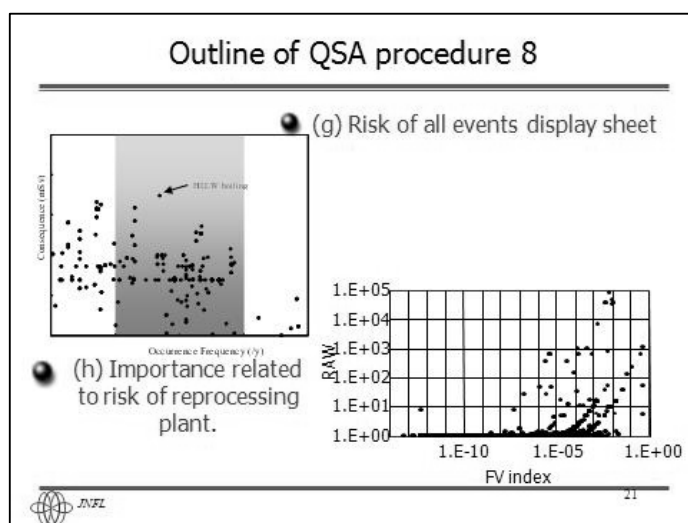 Outline of QSA procedure 8
(g) Risk of all events display sheet
HLLW boiling
Consequence (mSv)
Occurrence Frequency (/y)
(h) Importance related
to risk of reprocessing
plant.
1.E+05
1.E+04
1.E+03
1.E+02
1.E+01
1.E+00
RAW
1.E-10
1.E-05
1.E+00
FV index
21
JNFL